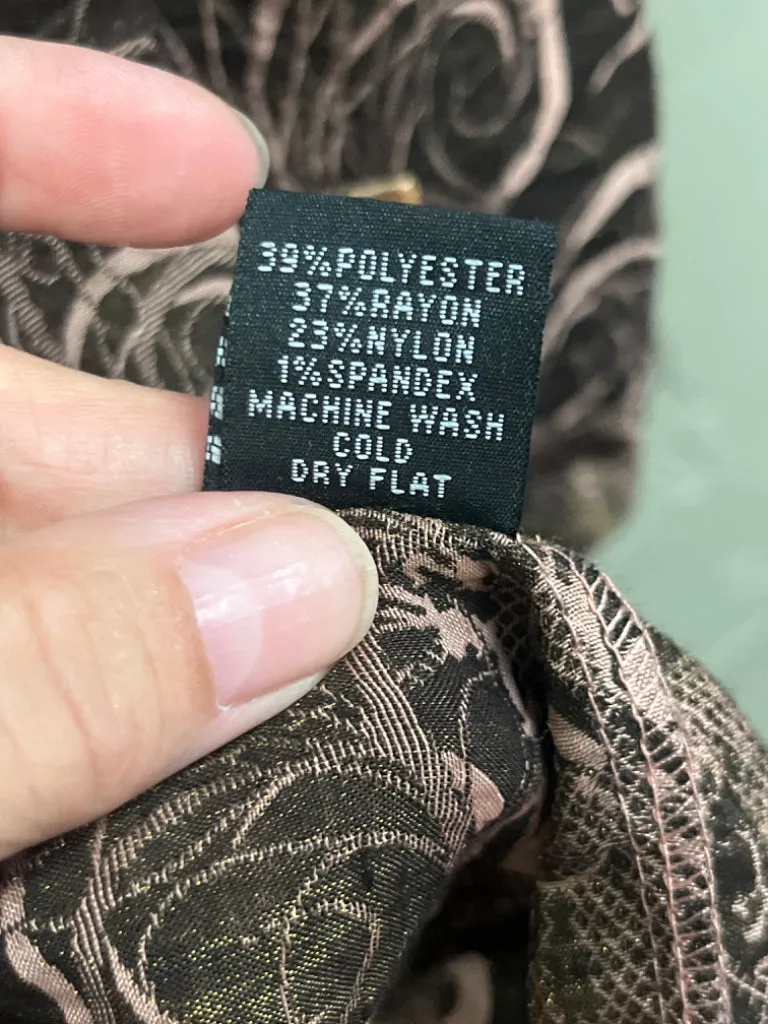 39%POLYESTER
37%RAYON
23%NYLON
1%SPANDEX
MACHINE WASH
COLD
DRY FLAT